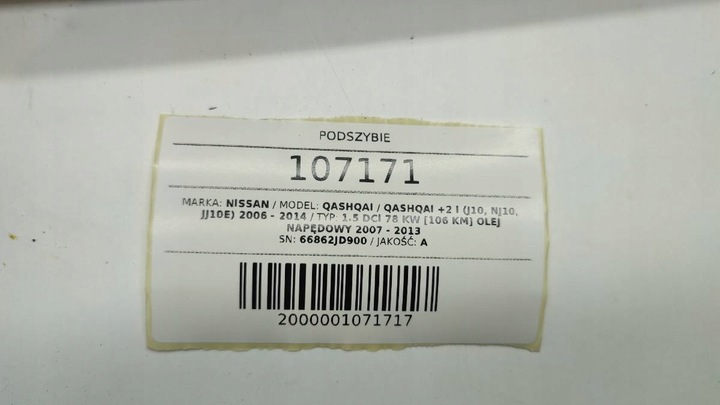 PODSZYBIE
107171
MARKA: NISSAN / MODEL: QASHQAI / QASHQAI +2 I (J10, NJ10,
JJ10E) 2006 - 2014 / TYP: 1.5 DCI 78 KW [106 KM] OLEJ
NAPĘDOWY 2007 - 2013
SN: 66862JD900 / JAKOŚĆ: A
2000001071717